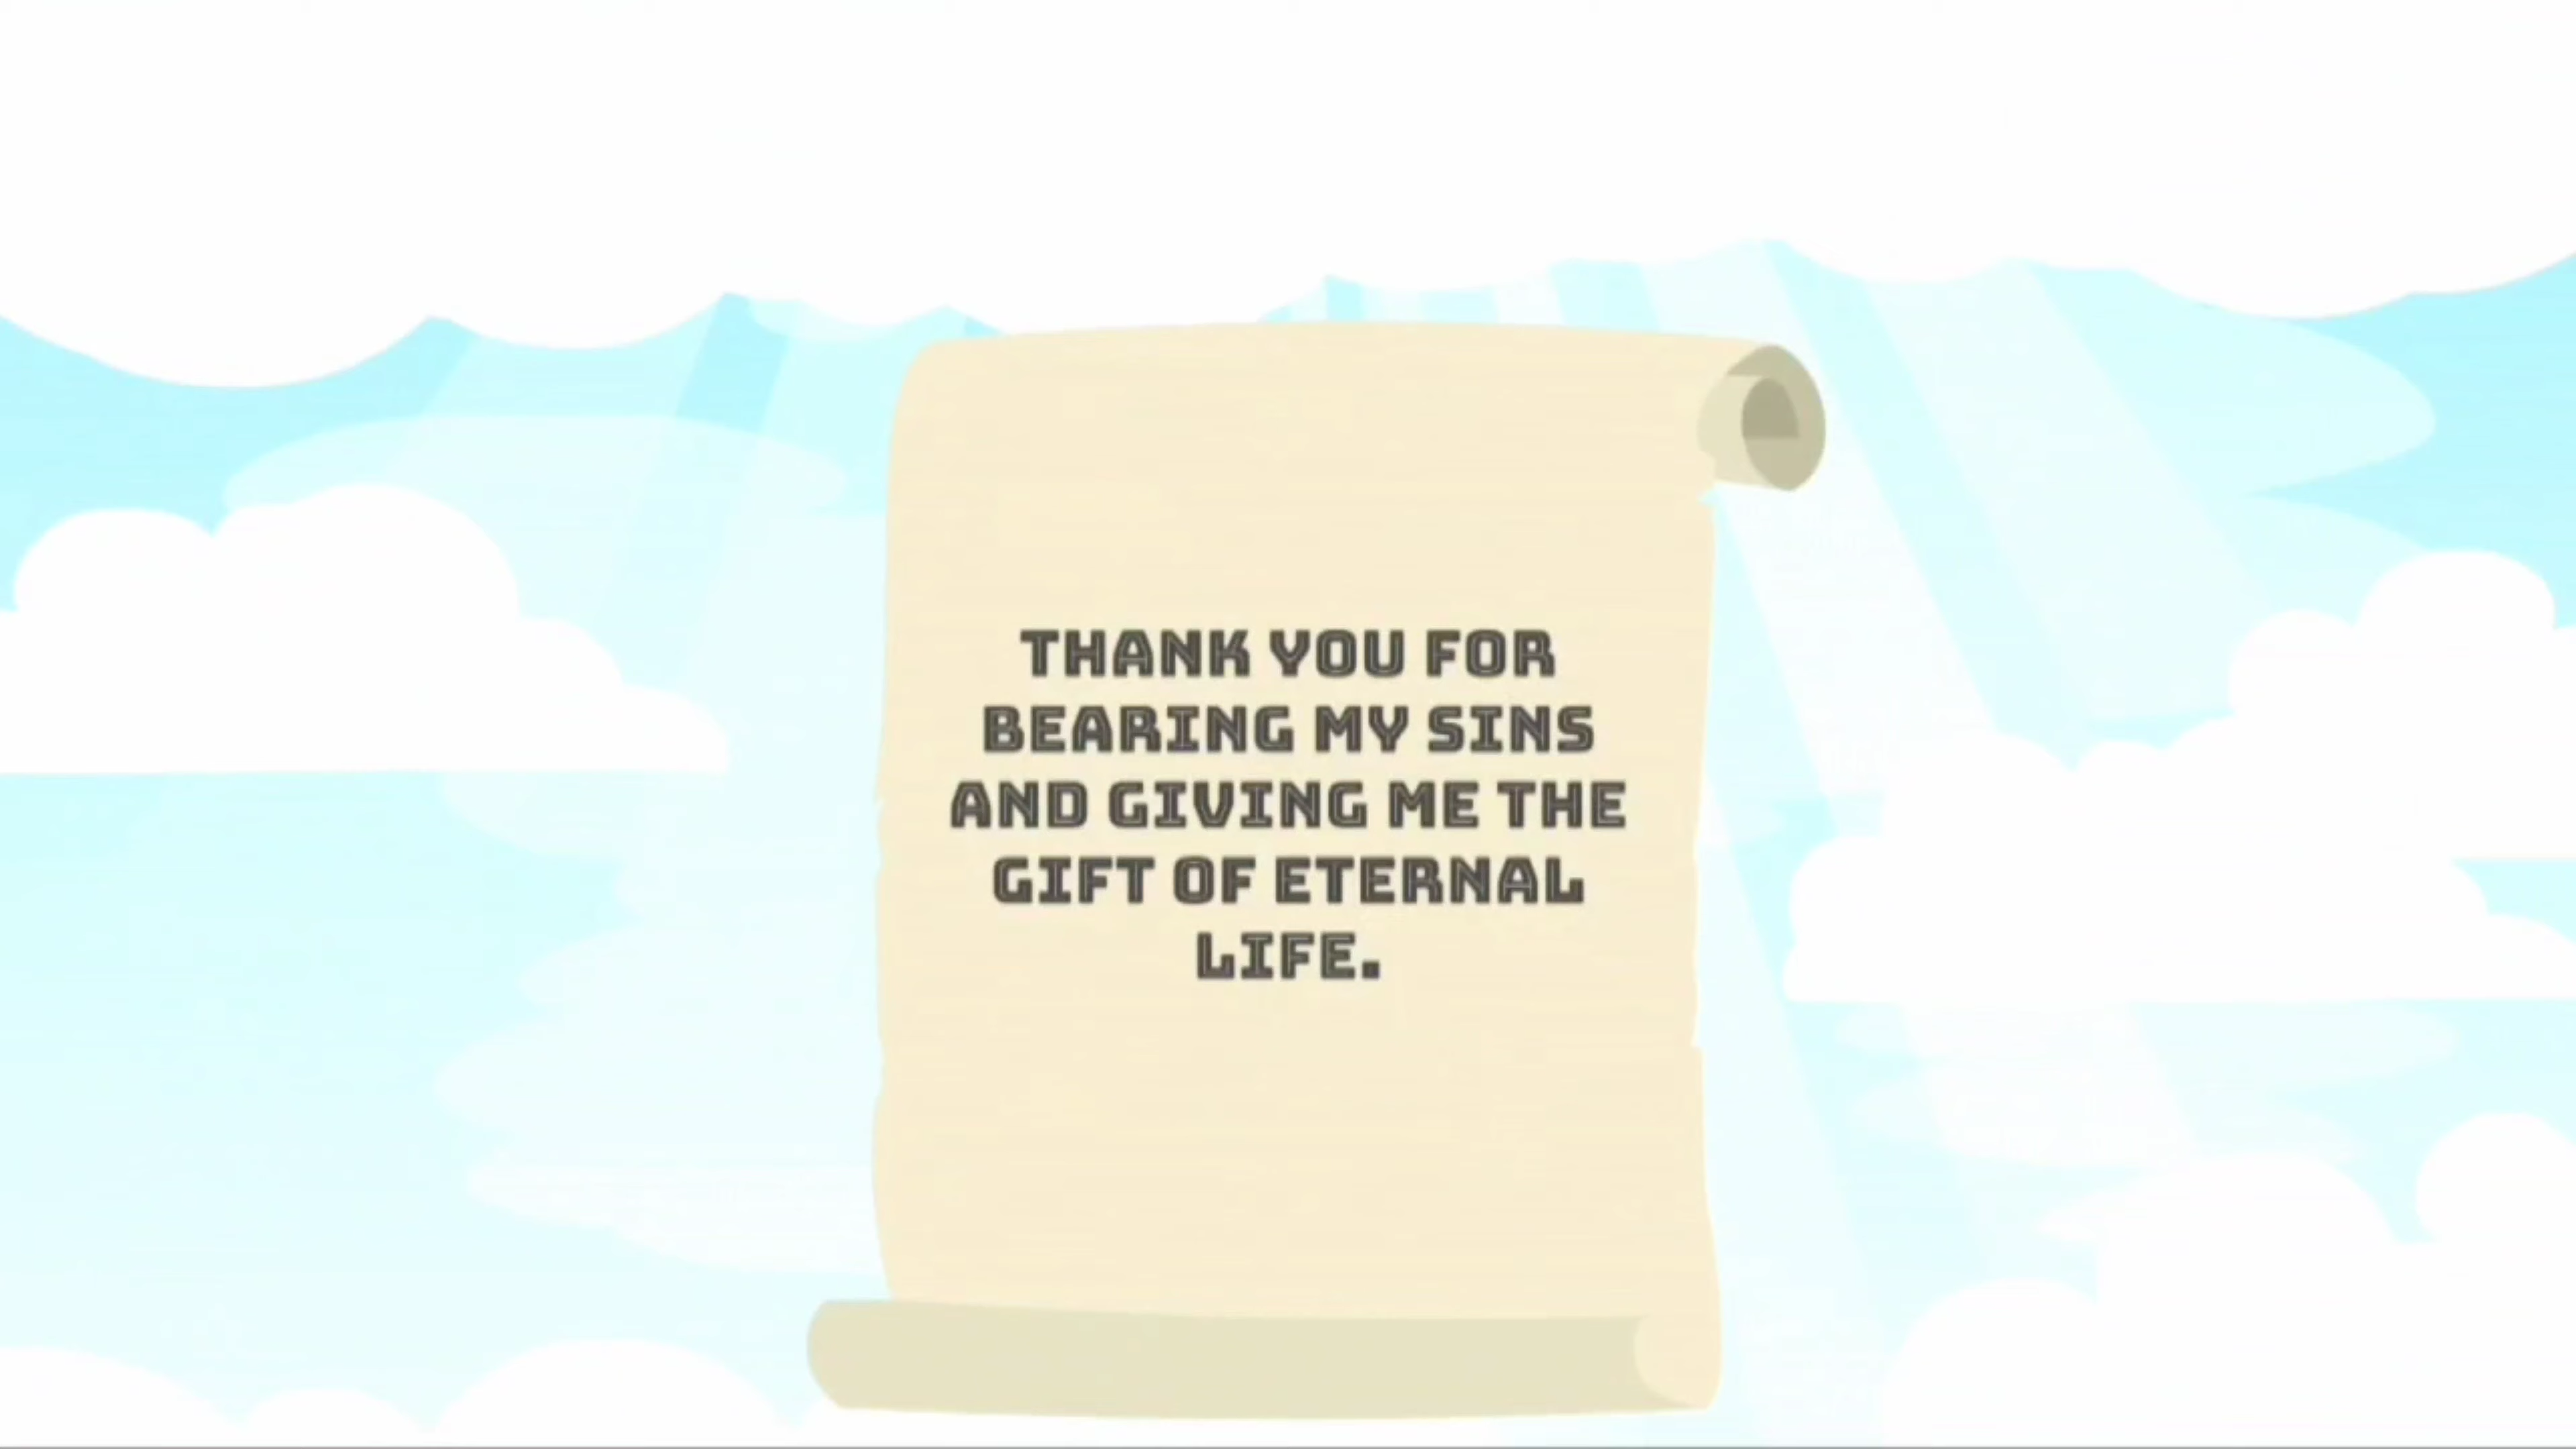 THANK YOU FOR
BEARING MY SINS
AND GIVING ME THE
GIFT OF ETERNAL
LIFE.